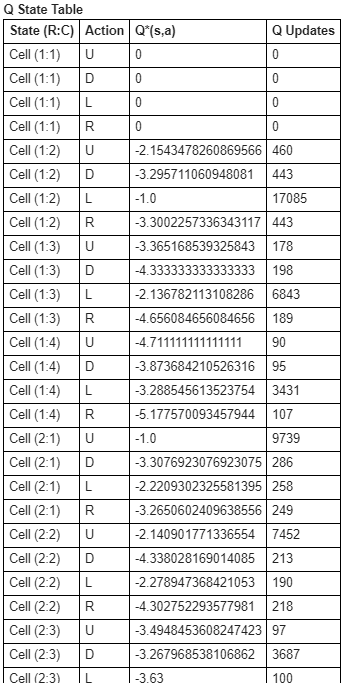 Q State Table
State (R:C) Action Q*(s,a) Q Updates
Cell (1:1) U 0 0
Cell (1:1) D 0 0
Cell (1:1) L 0 0
Cell (1:1) R 0 0
Cell (1:2) U -2.1543478260869566 460
Cell (1:2) D -3.295711060948081 443
Cell (1:2) L -1.0 17085
Cell (1:2) R -3.3002257336343117 443
Cell (1:3) U -3.365168539325843 178
Cell (1:3) D -4.333333333333333 198
Cell (1:3) L -2.136782113108286 6843
Cell (1:3) R -4.656084656084656 189
Cell (1:4) U -4.711111111111111 90
Cell (1:4) D -3.873684210526316 95
Cell (1:4) L -3.288545613523754 3431
Cell (1:4) R -5.177570093457944 107
Cell (2:1) U -1.0 9739
Cell (2:1) D -3.3076923076923075 286
Cell (2:1) L -2.2209302325581395 258
Cell (2:1) R -3.2650602409638556 249
Cell (2:2) U -2.140901771336554 7452
Cell (2:2) D -4.338028169014085 213
Cell (2:2) L -2.278947368421053 190
Cell (2:2) R -4.302752293577981 218
Cell (2:3) U -3.4948453608247423 97
Cell (2:3) D -3.267968538106862 3687
Cell (2:3) L -3.63 100